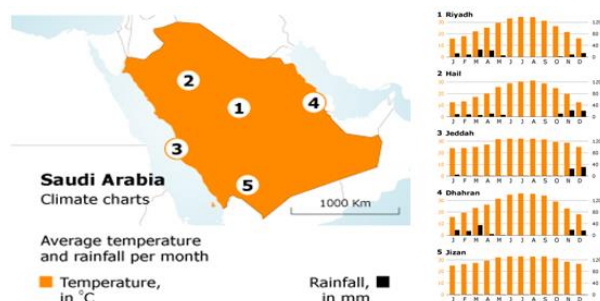 2
1
4
3
5
Saudi Arabia
Climate charts
1000 Km
Average temperature
and rainfall per month
Temperature,
in °C
Rainfall,
in mm
1 Riyadh
J F M A M J J A S O N D
2 Hail
J F M A M J J A S O N D
3 Jeddah
J F M A M J J A S O N D
4 Dhahran
J F M A M J J A S O N D
5 Jizan